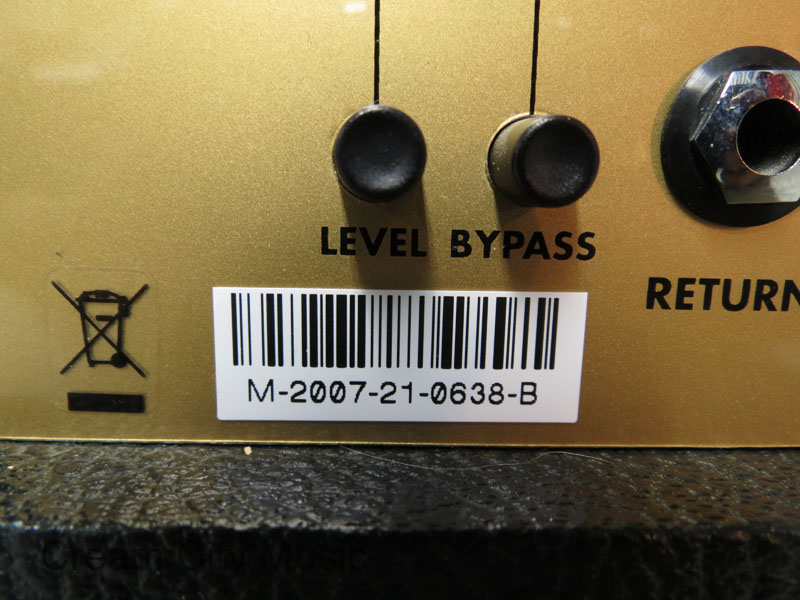 LEVEL BYPASS
RETURN
M-2007-21-0638-B
Cream City Music